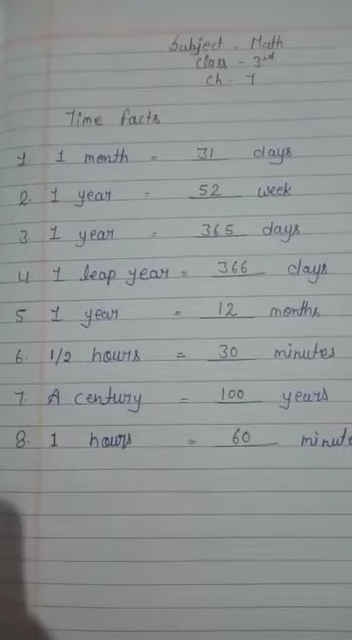 Subject - Math
Class - 3rd
Ch - 7
Time facts
1. 1 month = 31 days
2. 1 year = 52 week
3. 1 year = 365 days
4. 1 leap year = 366 days
5. 1 year = 12 months
6. 1/2 hours = 30 minutes
7. A century = 100 years
8. 1 hours = 60 minute